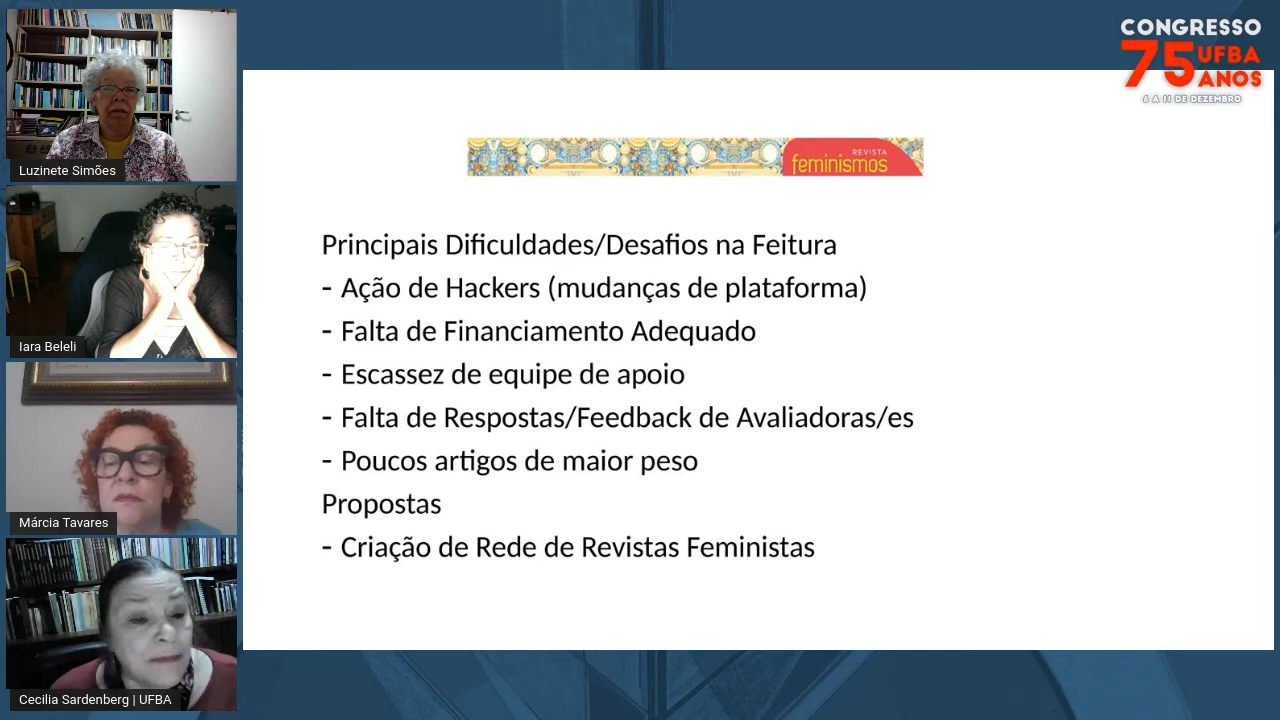 CONGRESSO
75 UFBA
ANOS
6 A 11 DE DEZEMBRO
REVISTA
feminismos
Principais Dificuldades/Desafios na Feitura
- Ação de Hackers (mudanças de plataforma)
- Falta de Financiamento Adequado
- Escassez de equipe de apoio
- Falta de Respostas/Feedback de Avaliadoras/es
- Poucos artigos de maior peso
Propostas
- Criação de Rede de Revistas Feministas
Luzinete Simões
Iara Beleli
Márcia Tavares
Cecilia Sardenberg | UFBA